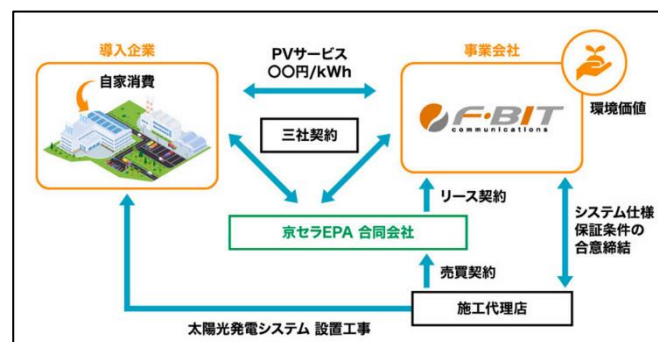 導入企業
自家消費
PVサービス
〇〇円/kWh
三社契約
事業会社
F・BIT
communications
環境価値
リース契約
システム仕様
保証条件の
合意締結
京セラEPA 合同会社
売買契約
施工代理店
太陽光発電システム 設置工事